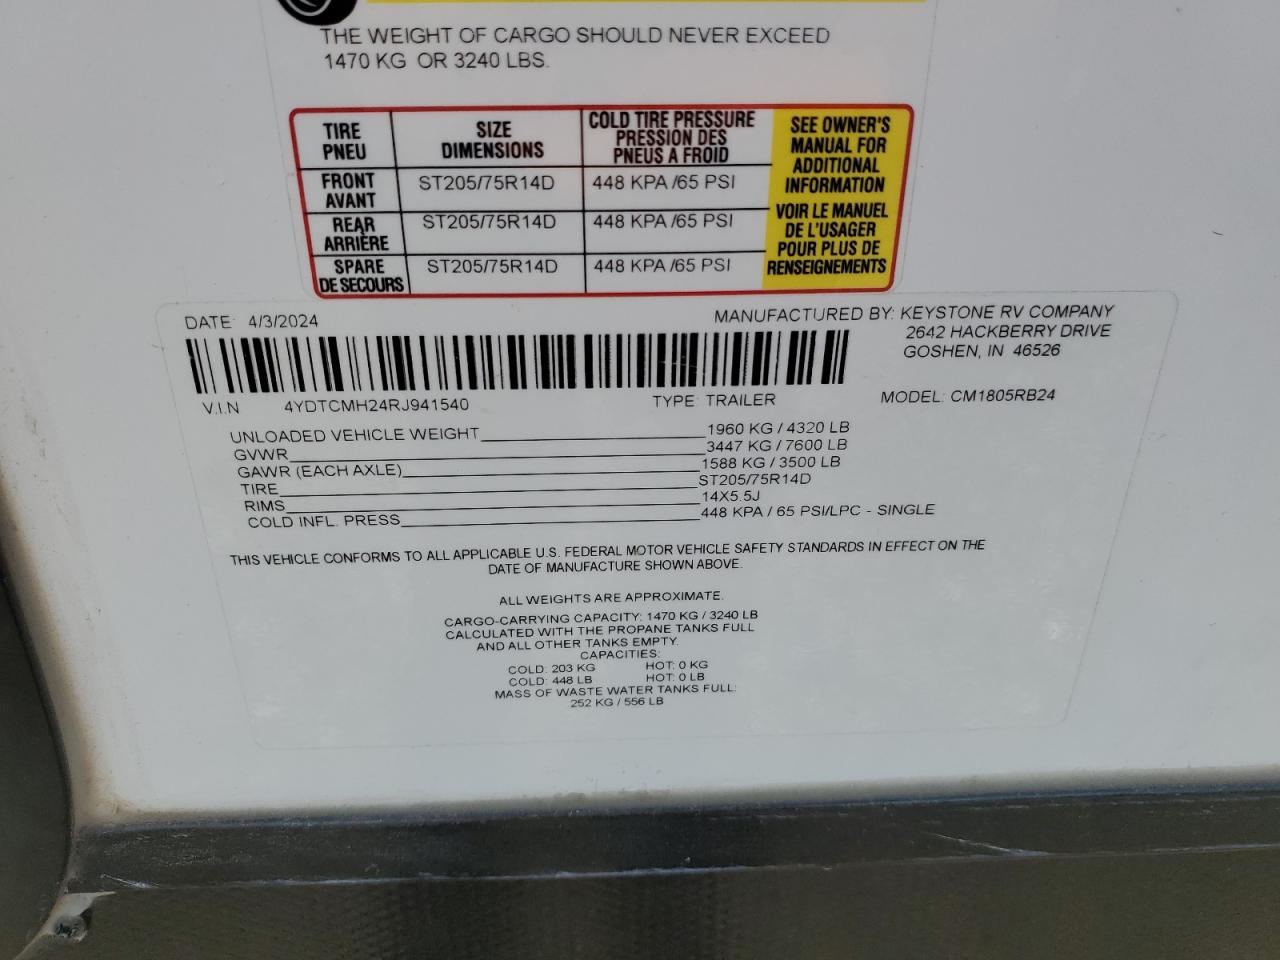 THE WEIGHT OF CARGO SHOULD NEVER EXCEED
1470 KG OR 3240 LBS.
TIRE
PNEU
SIZE
DIMENSIONS
COLD TIRE PRESSURE
PRESSION DES
PNEUS A FROID
FRONT
AVANT
ST205/75R14D
448 KPA /65 PSI
REAR
ARRIÈRE
ST205/75R14D
448 KPA /65 PSI
SPARE
DE SECOURS
ST205/75R14D
448 KPA /65 PSI
SEE OWNER'S
MANUAL FOR
ADDITIONAL
INFORMATION
VOIR LE MANUEL
DE L'USAGER
POUR PLUS DE
RENSEIGNEMENTS
DATE: 4/3/2024
MANUFACTURED BY: KEYSTONE RV COMPANY
2642 HACKBERRY DRIVE
GOSHEN, IN 46526
V.I.N 4YDTCMH24RJ941540
TYPE: TRAILER
MODEL: CM1805RB24
UNLOADED VEHICLE WEIGHT 1960 KG / 4320 LB
GVWR 3447 KG / 7600 LB
GAWR (EACH AXLE) 1588 KG / 3500 LB
TIRE ST205/75R14D
RIMS 14X5.5J
COLD INFL. PRESS 448 KPA / 65 PSI/LPC - SINGLE
THIS VEHICLE CONFORMS TO ALL APPLICABLE U.S. FEDERAL MOTOR VEHICLE SAFETY STANDARDS IN EFFECT ON THE
DATE OF MANUFACTURE SHOWN ABOVE.
ALL WEIGHTS ARE APPROXIMATE.
CARGO-CARRYING CAPACITY: 1470 KG / 3240 LB
CALCULATED WITH THE PROPANE TANKS FULL
AND ALL OTHER TANKS EMPTY.
CAPACITIES:
COLD: 203 KG HOT: 0 KG
COLD: 448 LB HOT: 0 LB
MASS OF WASTE WATER TANKS FULL:
252 KG / 556 LB